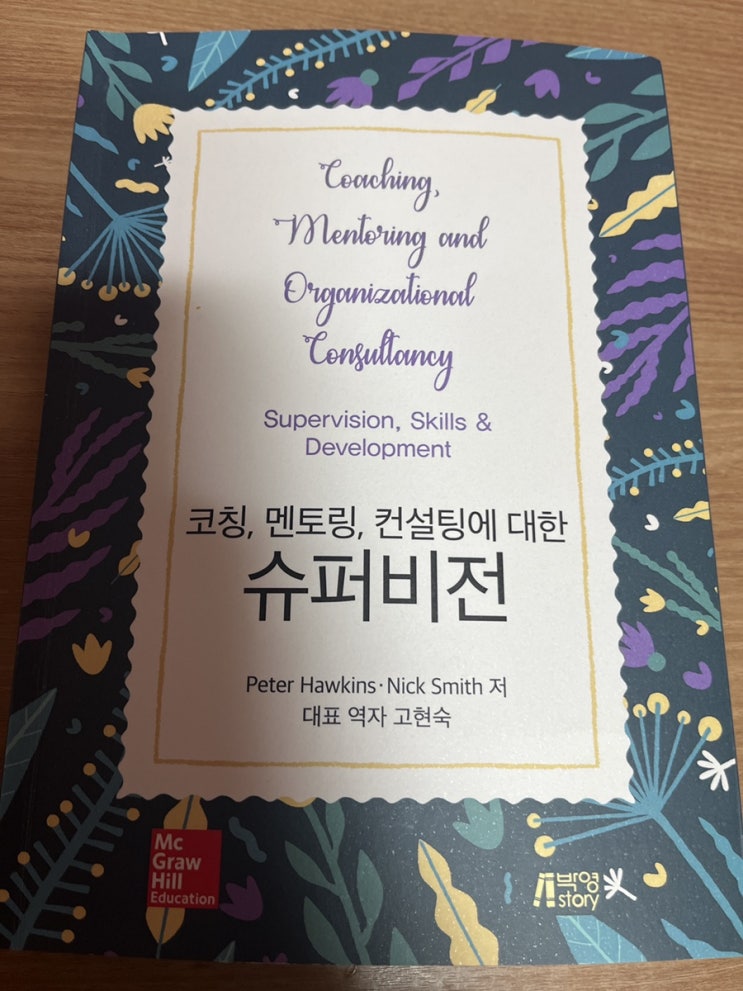 Coaching,
Mentoring and
Organizational
Consultancy
Supervision, Skills &
Development
코칭, 멘토링, 컨설팅에 대한
슈퍼비전
Peter Hawkins · Nick Smith 저
대표 역자 고현숙
Mc
Graw
Hill
Education
박영
story